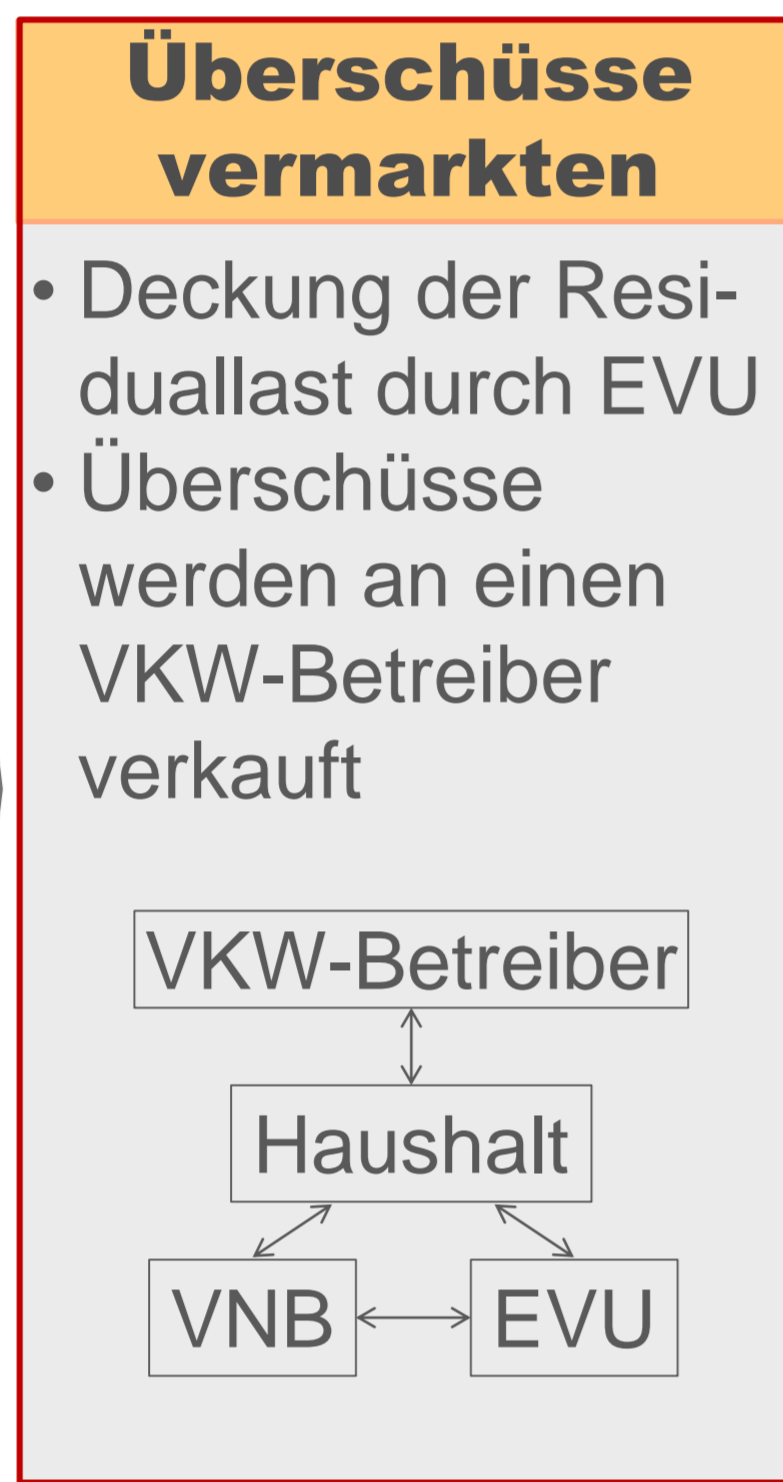 Überschüsse
vermarkten
• Deckung der Resi-
duallast durch EVU
• Überschüsse
werden an einen
VKW-Betreiber
verkauft
VKW-Betreiber
Haushalt
VNB EVU